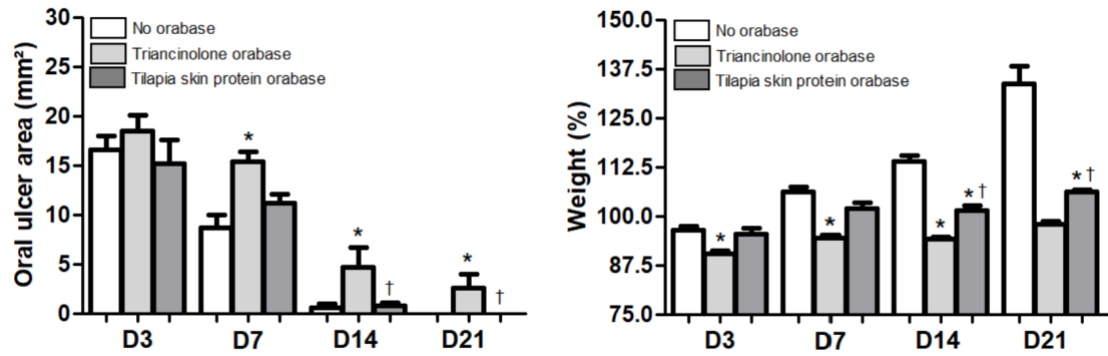 Oral ulcer area (mm²)
30
25
20
15
10
5
0
No orabase
Triancinolone orabase
Tilapia skin protein orabase
*
*
†
*
†
D3 D7 D14 D21
Weight (%)
150.0
137.5
125.0
112.5
100.0
87.5
75.0
No orabase
Triancinolone orabase
Tilapia skin protein orabase
*
*
*
*†
*†
D3 D7 D14 D21